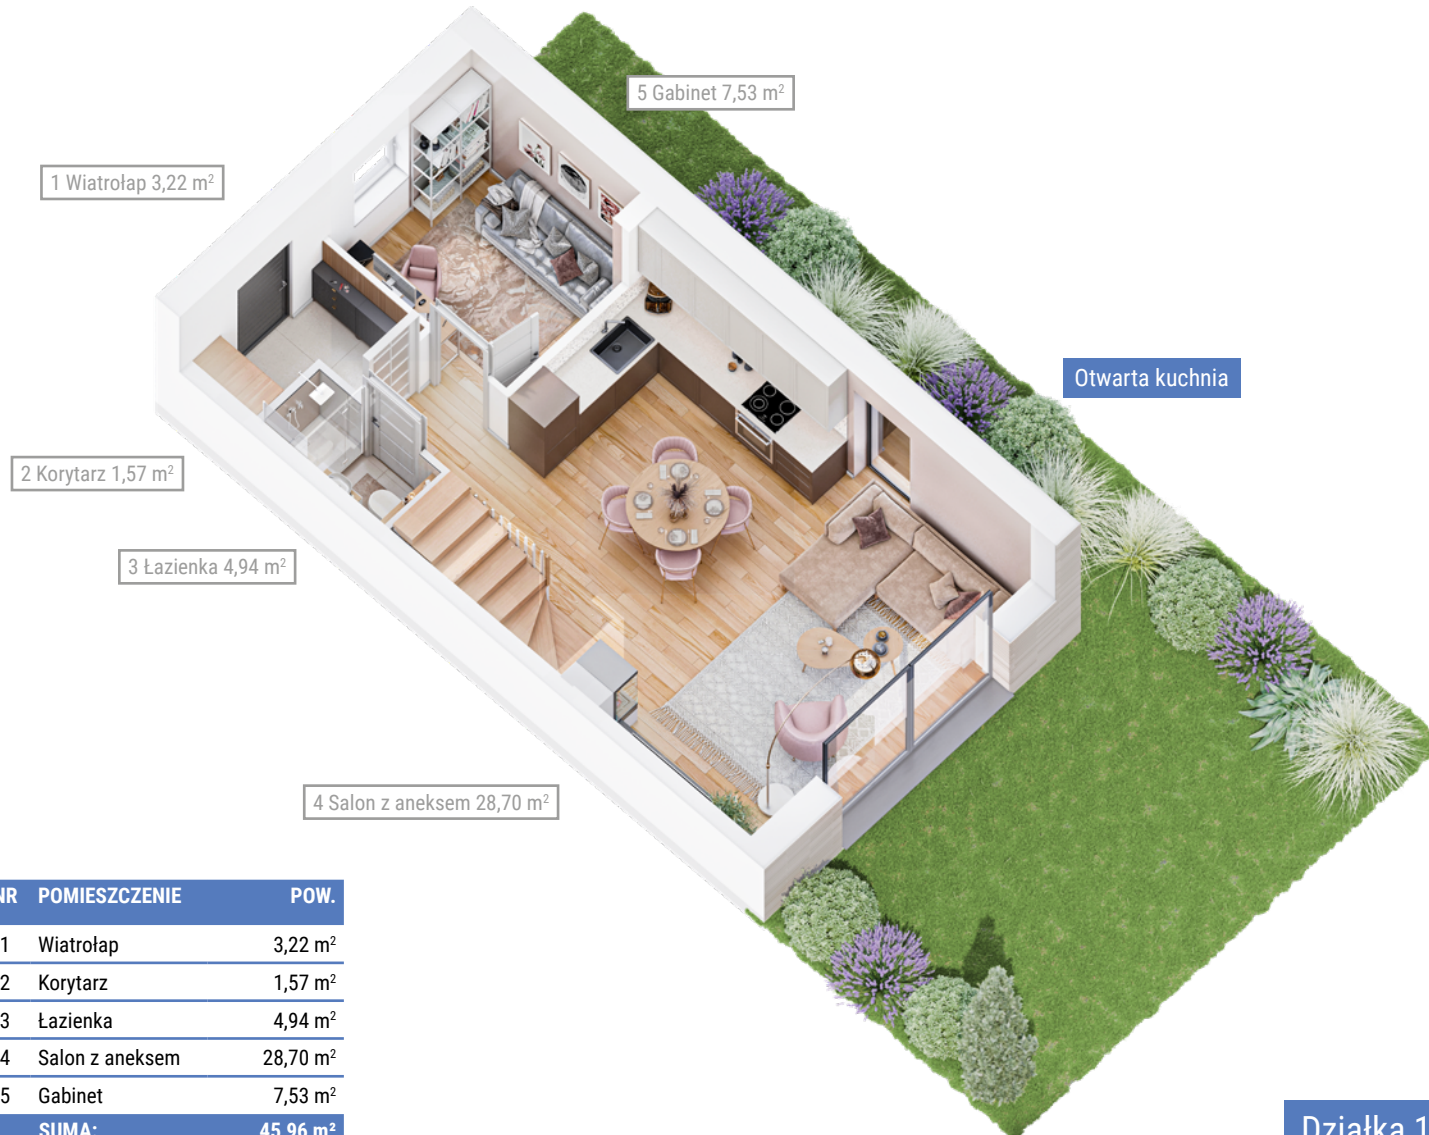 5 Gabinet 7,53 m²
1 Wiatrołap 3,22 m²
Otwarta kuchnia
2 Korytarz 1,57 m²
3 Łazienka 4,94 m²
4 Salon z aneksem 28,70 m²
NR POMIESZCZENIE POW.
1 Wiatrołap 3,22 m²
2 Korytarz 1,57 m²
3 Łazienka 4,94 m²
4 Salon z aneksem 28,70 m²
5 Gabinet 7,53 m²
SUMA: 45,96 m²
Działka 1